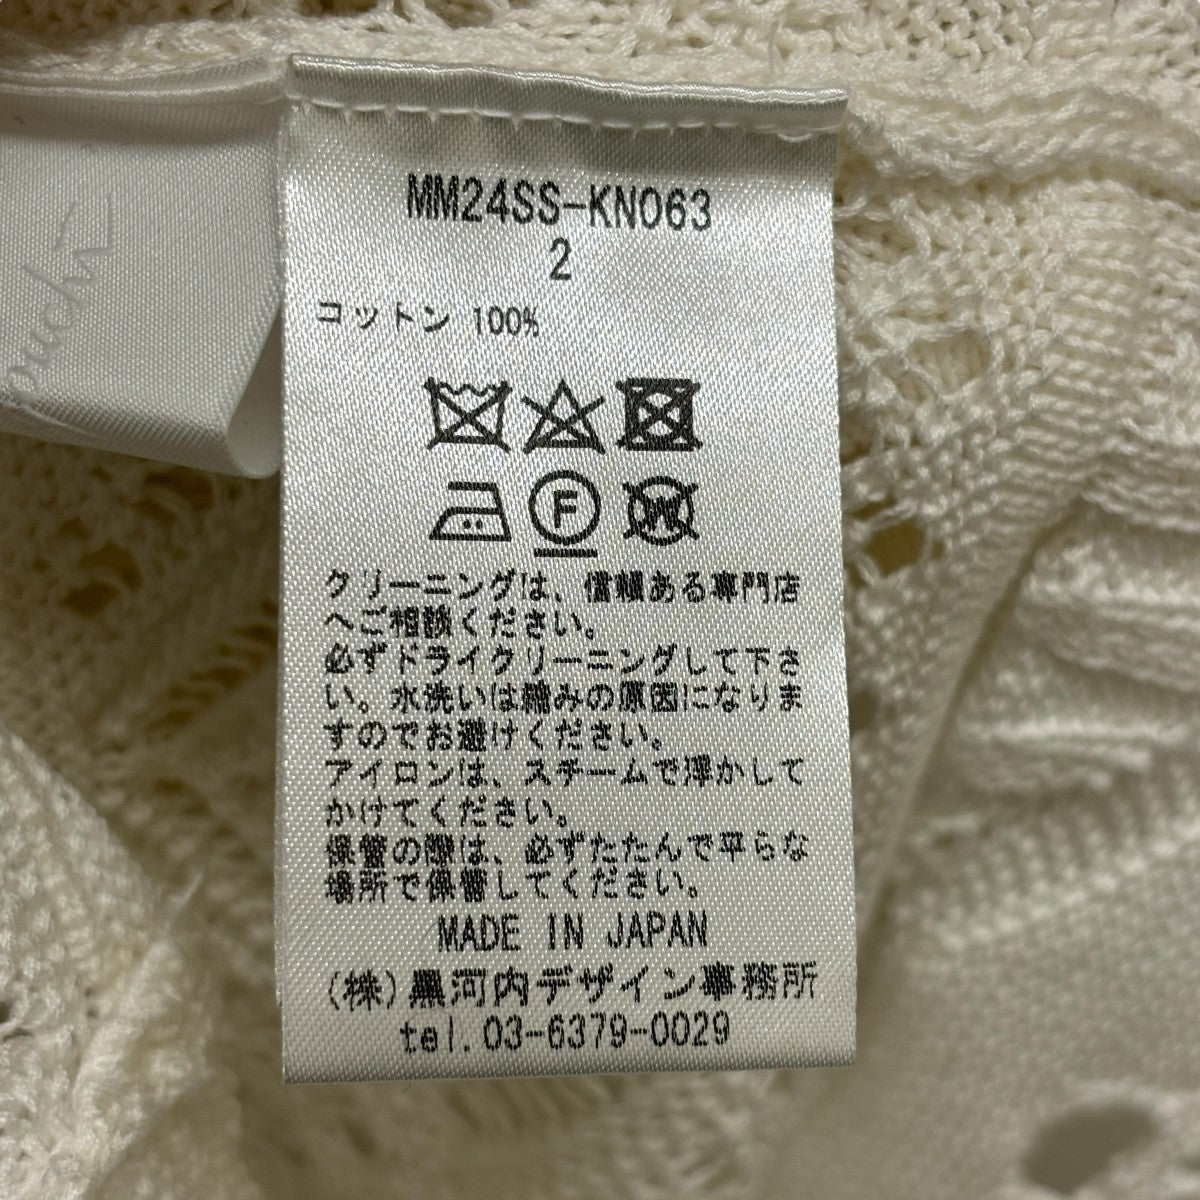 MM24SS-KN063
2
コットン 100%
F
W
クリーニングは、信頼ある専門店
へご相談ください。
必ずドライクリーニングして下さ
い。水洗いは縮みの原因になりま
すのでお避けください。
アイロンは、スチームで浮かして
かけてください。
保管の際は、必ずたたんで平らな
場所で保管してください。
MADE IN JAPAN
(株)黒河内デザイン事務所
tel.03-6379-0029